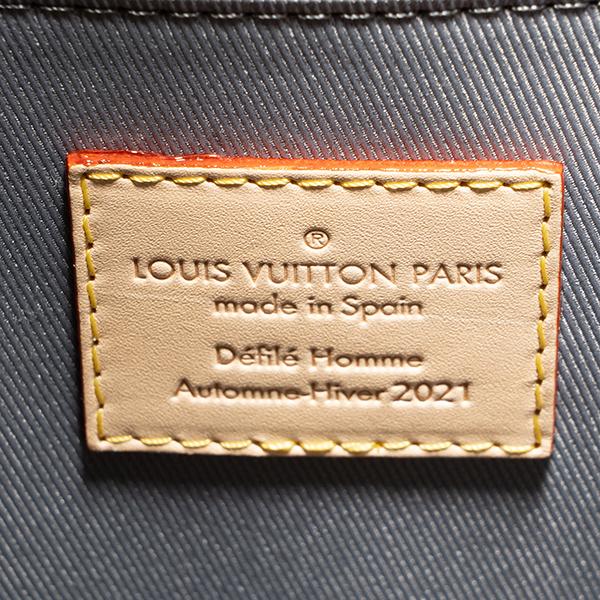 ®
LOUIS VUITTON PARIS
made in Spain
Défilé Homme
Automne-Hiver 2021